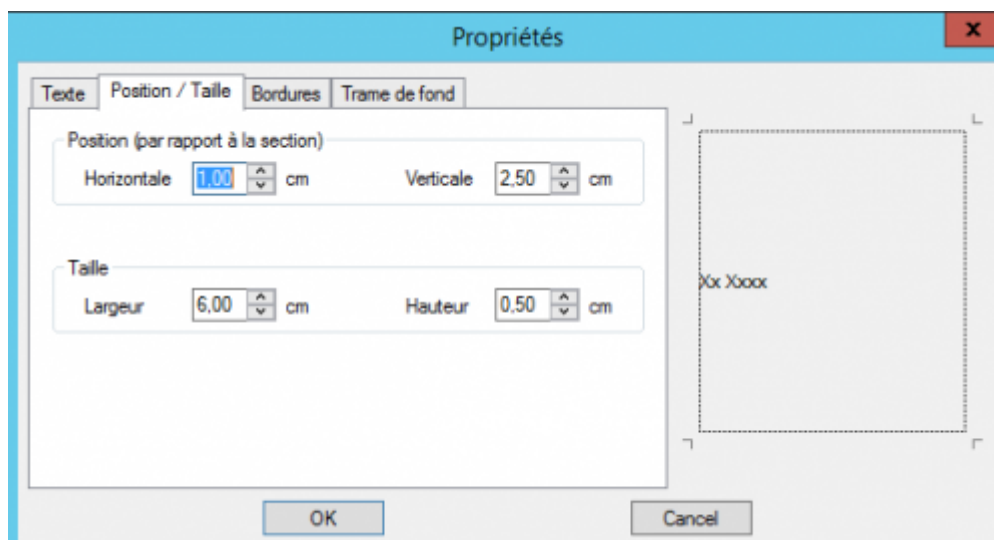 Propriétés
x
Texte Position / Taille Bordures Trame de fond
Position (par rapport à la section)
Horizontale 1,00 cm Verticale 2,50 cm
Taille
Largeur 6,00 cm Hauteur 0,50 cm
Xx Xxxx
OK Cancel